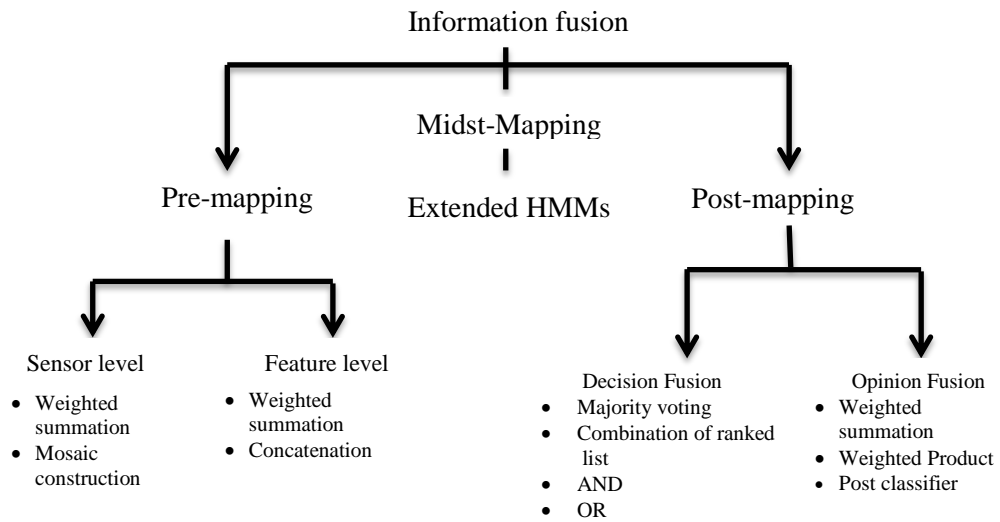 Information fusion
Midst-Mapping
Pre-mapping
Extended HMMs
Post-mapping
Sensor level
• Weighted
summation
• Mosaic
construction
Feature level
• Weighted
summation
• Concatenation
Decision Fusion
• Majority voting
• Combination of ranked
list
• AND
• OR
Opinion Fusion
• Weighted
summation
• Weighted Product
• Post classifier